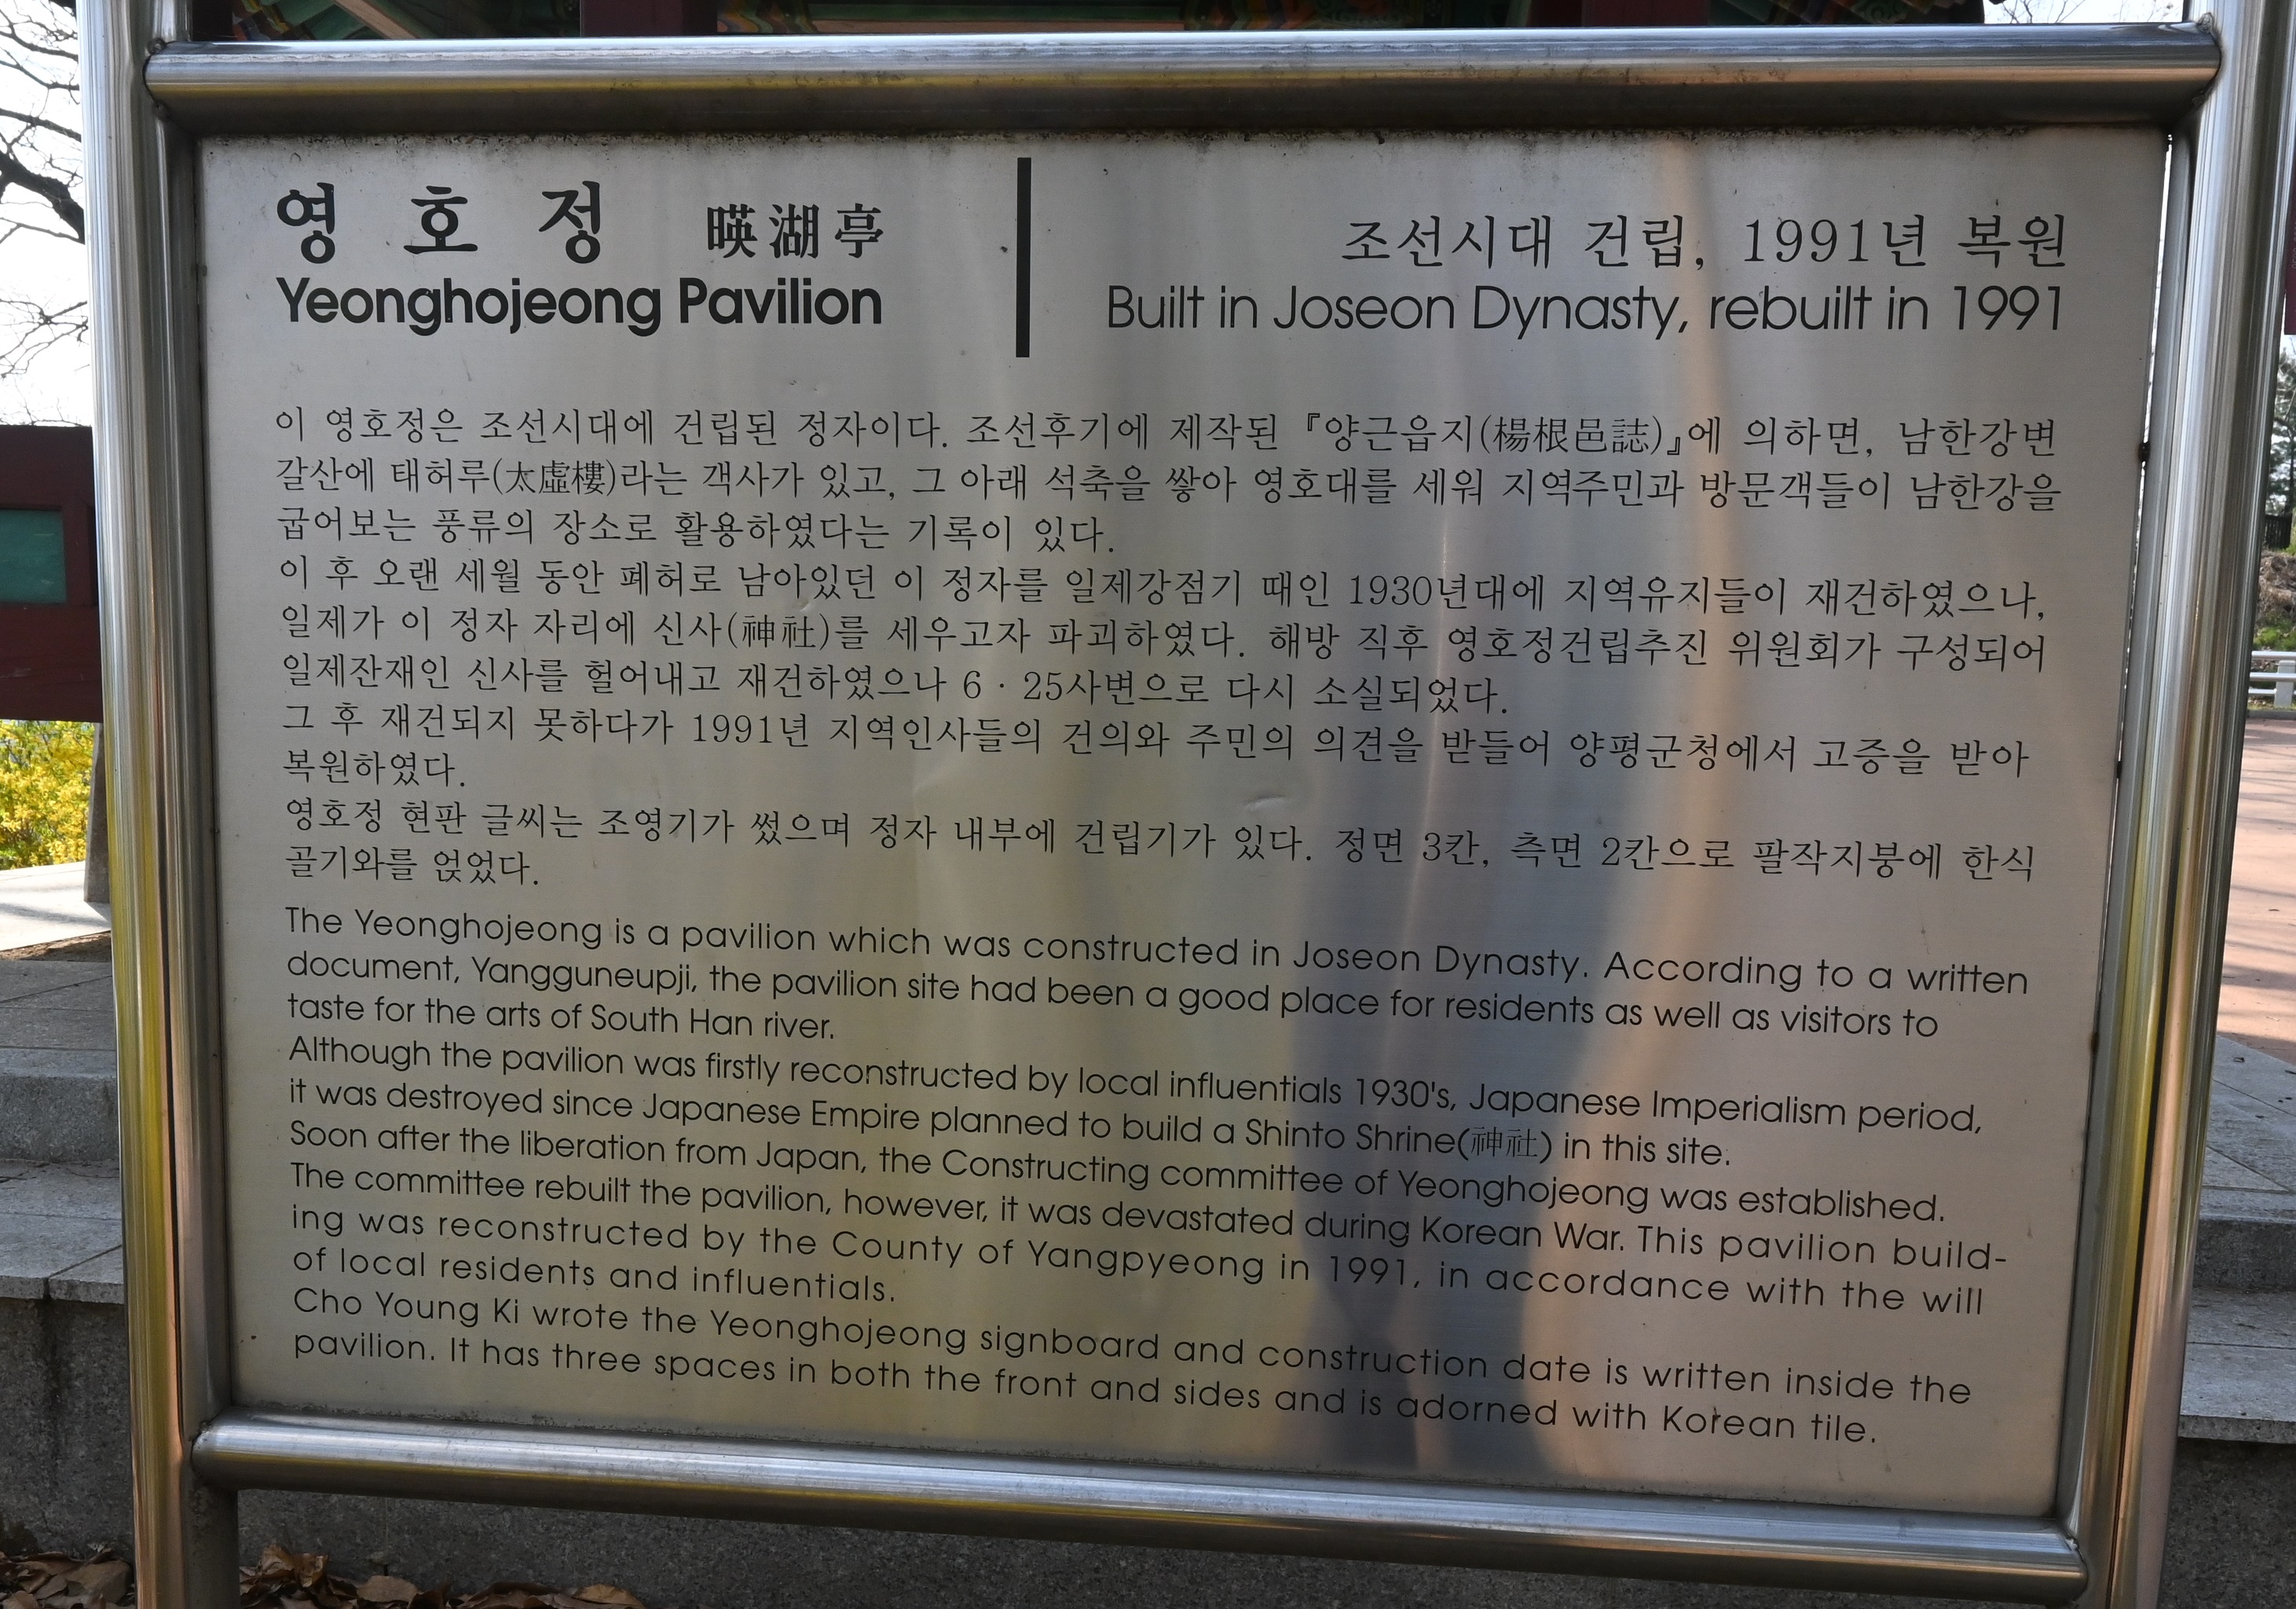 영호정 暎湖亭
Yeonghojeong Pavilion
조선시대 건립, 1991년 복원
Built in Joseon Dynasty, rebuilt in 1991
이 영호정은 조선시대에 건립된 정자이다. 조선후기에 제작된 『양근읍지(楊根邑誌)』에 의하면, 남한강변
갈산에 태허루(太虛樓)라는 객사가 있고, 그 아래 석축을 쌓아 영호대를 세워 지역주민과 방문객들이 남한강을
굽어보는 풍류의 장소로 활용하였다는 기록이 있다.
이 후 오랜 세월 동안 폐허로 남아있던 이 정자를 일제강점기 때인 1930년대에 지역유지들이 재건하였으나,
일제가 이 정자 자리에 신사(神社)를 세우고자 파괴하였다. 해방 직후 영호정건립추진 위원회가 구성되어
일제잔재인 신사를 헐어내고 재건하였으나 6·25사변으로 다시 소실되었다.
그 후 재건되지 못하다가 1991년 지역인사들의 건의와 주민의 의견을 받들어 양평군청에서 고증을 받아
복원하였다.
영호정 현판 글씨는 조영기가 썼으며 정자 내부에 건립기가 있다. 정면 3칸, 측면 2칸으로 팔작지붕에 한식
골기와를 얹었다.
The Yeonghojeong is a pavilion which was constructed in Joseon Dynasty. According to a written
document, Yangguneupji, the pavilion site had been a good place for residents as well as visitors to
taste for the arts of South Han river.
Although the pavilion was firstly reconstructed by local influentials 1930's, Japanese Imperialism period,
it was destroyed since Japanese Empire planned to build a Shinto Shrine(神社) in this site.
Soon after the liberation from Japan, the Constructing committee of Yeonghojeong was established.
The committee rebuilt the pavilion, however, it was devastated during Korean War. This pavilion build-
ing was reconstructed by the County of Yangpyeong in 1991, in accordance with the will
of local residents and influentials.
Cho Young Ki wrote the Yeonghojeong signboard and construction date is written inside the
pavilion. It has three spaces in both the front and sides and is adorned with Korean tile.